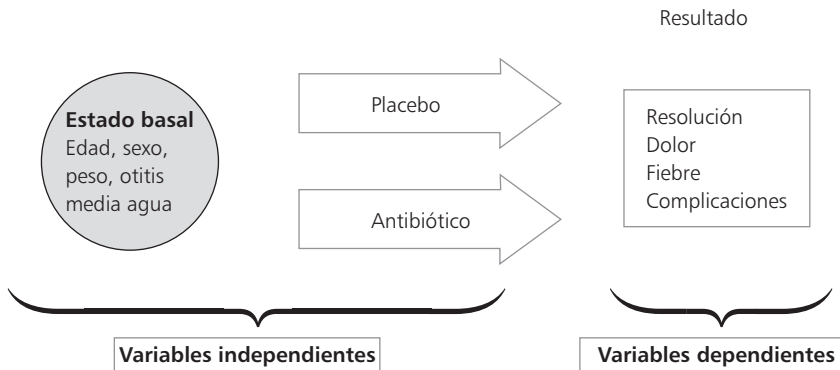 Resultado
Estado basal
Edad, sexo,
peso, otitis
media agua
Placebo
Antibiótico
Resolución
Dolor
Fiebre
Complicaciones
Variables independientes
Variables dependientes